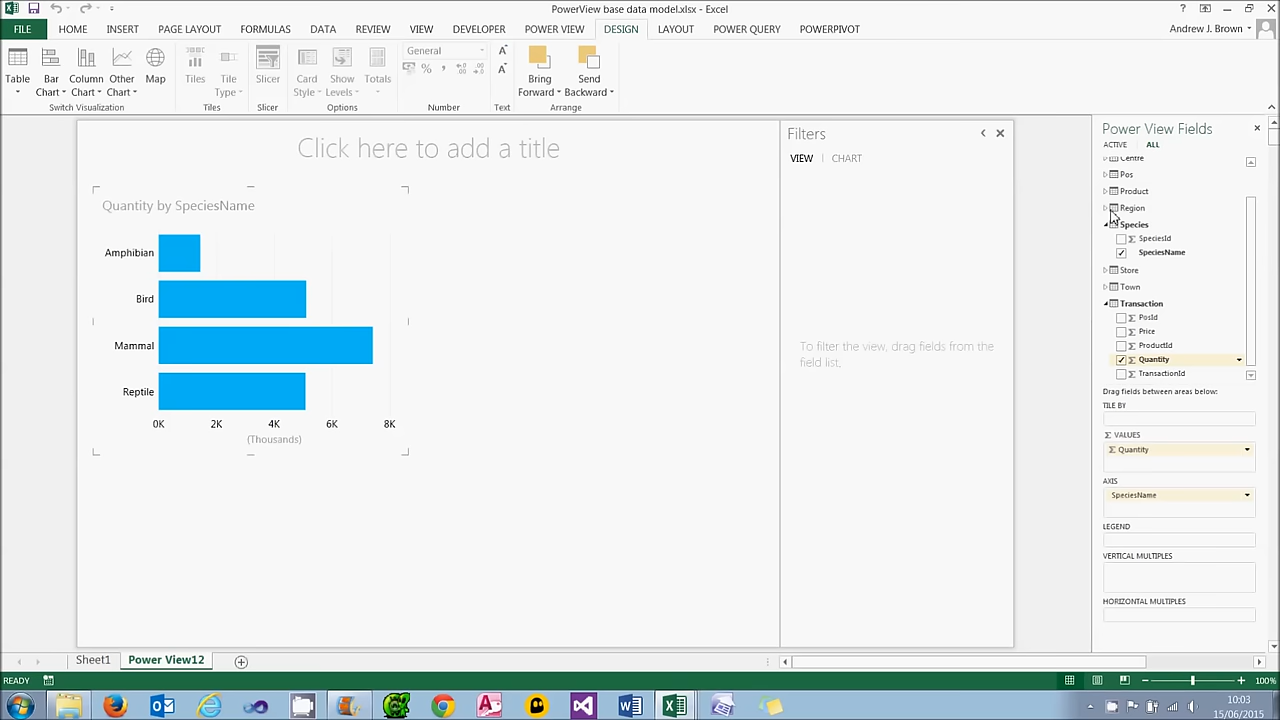 PowerView base data model.xlsx - Excel
FILE HOME INSERT PAGE LAYOUT FORMULAS DATA REVIEW VIEW DEVELOPER POWER VIEW DESIGN LAYOUT POWER QUERY POWERPIVOT Andrew J. Brown
Table Bar Chart Column Chart Other Chart Map
Switch Visualization
Tiles Tile Type
Tiles
Slicer
Slicer
Card Style Show Levels Totals
Options
General
Number
Text
Bring Forward Send Backward
Arrange
Click here to add a title
Quantity by SpeciesName
Amphibian
Bird
Mammal
Reptile
0K 2K 4K 6K 8K
(Thousands)
Filters
VIEW CHART
To filter the view, drag fields from the
field list.
Power View Fields
ACTIVE ALL
Centre
Pos
Product
Region
Species
SpeciesId
SpeciesName
Store
Town
Transaction
PosId
Price
ProductId
Quantity
TransactionId
Drag fields between areas below:
TILE BY
Σ VALUES
Σ Quantity
AXIS
SpeciesName
LEGEND
VERTICAL MULTIPLES
HORIZONTAL MULTIPLES
Sheet1 Power View12
READY 100%
10:03
15/06/2015